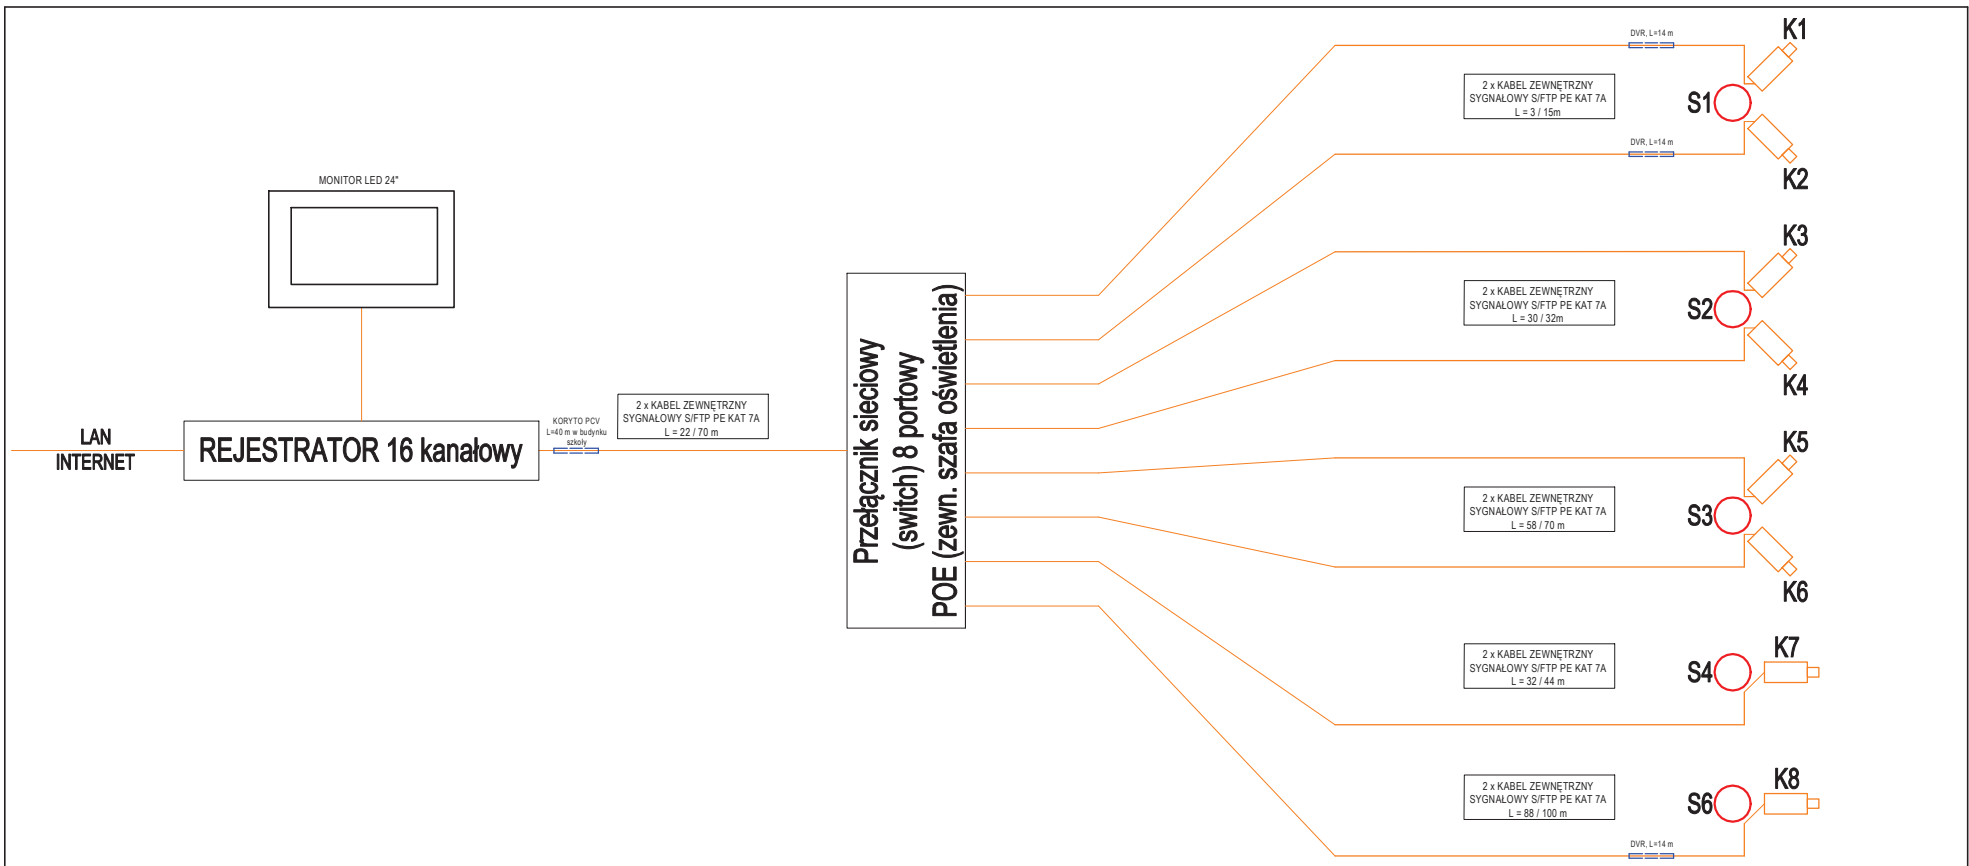 MONITOR LED 24"
LAN
INTERNET
REJESTRATOR 16 kanałowy
KORYTO PCV
L=40 m w budynku
szkoły
2 x KABEL ZEWNĘTRZNY
SYGNAŁOWY S/FTP PE KAT 7A
L = 22 / 70 m
Przełącznik sieciowy
(switch) 8 portowy
POE (zewn. szafa oświetlenia)
DVR, L=14 m
K1
2 x KABEL ZEWNĘTRZNY
SYGNAŁOWY S/FTP PE KAT 7A
L = 3 / 15m
S1
DVR, L=14 m
K2
K3
2 x KABEL ZEWNĘTRZNY
SYGNAŁOWY S/FTP PE KAT 7A
L = 30 / 32m
S2
K4
K5
2 x KABEL ZEWNĘTRZNY
SYGNAŁOWY S/FTP PE KAT 7A
L = 58 / 70 m
S3
K6
2 x KABEL ZEWNĘTRZNY
SYGNAŁOWY S/FTP PE KAT 7A
L = 32 / 44 m
S4
K7
2 x KABEL ZEWNĘTRZNY
SYGNAŁOWY S/FTP PE KAT 7A
L = 88 / 100 m
S6
K8
DVR, L=14 m